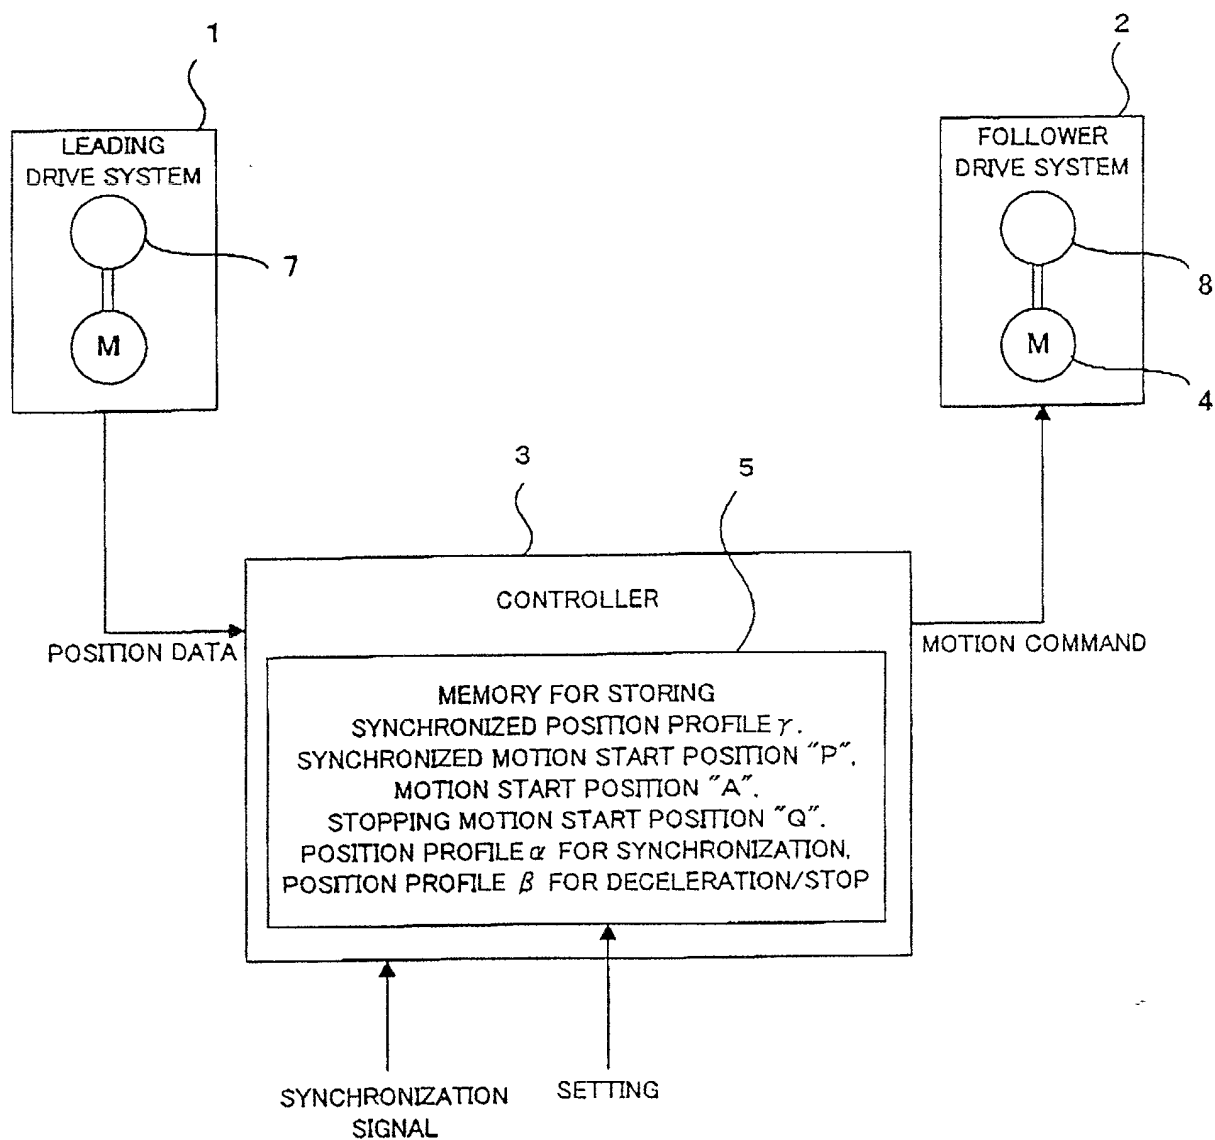 1
2
LEADING
DRIVE SYSTEM
7
M
FOLLOWER
DRIVE SYSTEM
8
M
4
3
5
CONTROLLER
POSITION DATA
MOTION COMMAND
MEMORY FOR STORING
SYNCHRONIZED POSITION PROFILE γ,
SYNCHRONIZED MOTION START POSITION "P",
MOTION START POSITION "A",
STOPPING MOTION START POSITION "Q",
POSITION PROFILE α FOR SYNCHRONIZATION,
POSITION PROFILE β FOR DECELERATION/STOP
SYNCHRONIZATION
SIGNAL
SETTING